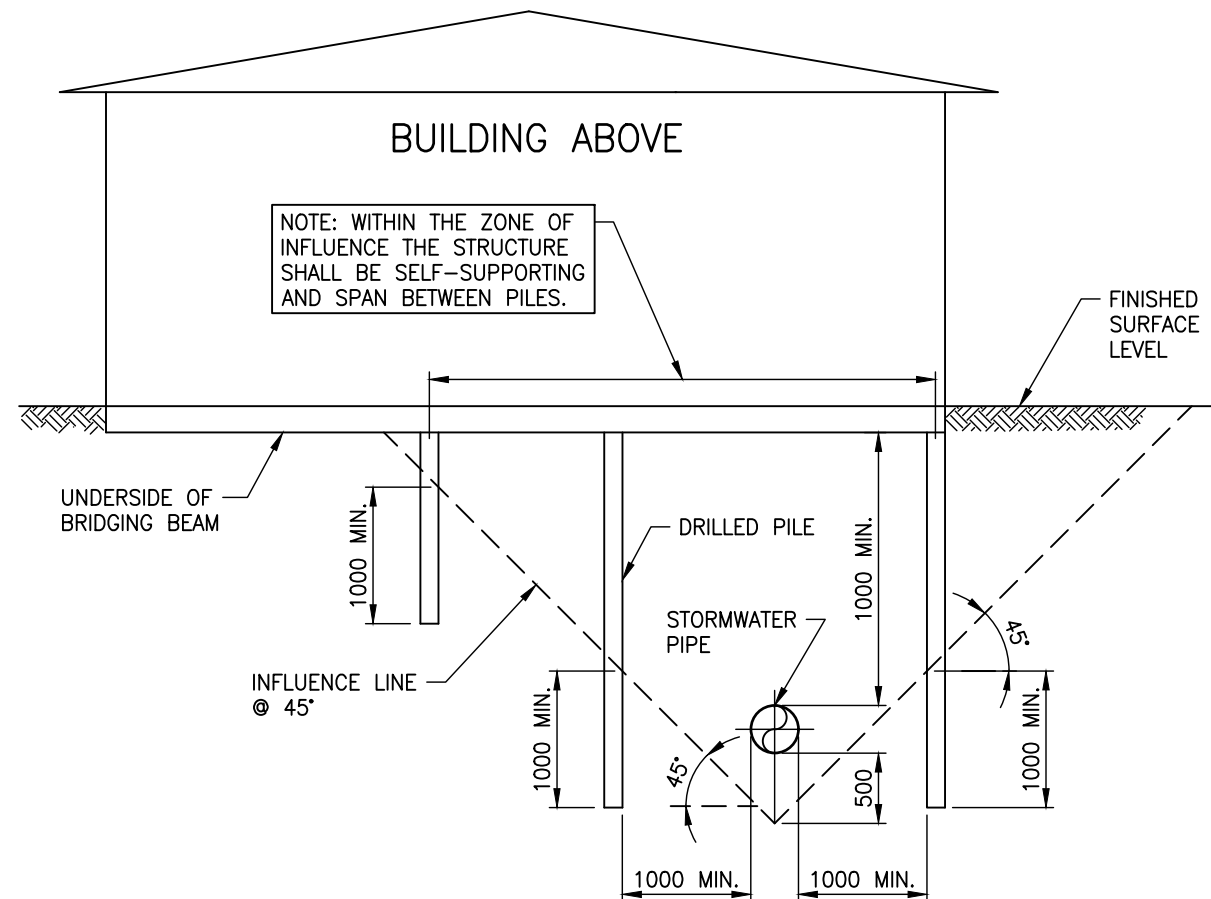 BUILDING ABOVE
NOTE: WITHIN THE ZONE OF
INFLUENCE THE STRUCTURE
SHALL BE SELF-SUPPORTING
AND SPAN BETWEEN PILES.
FINISHED
SURFACE
LEVEL
UNDERSIDE OF
BRIDGING BEAM
1000 MIN.
DRILLED PILE
1000 MIN.
STORMWATER
PIPE
45°
INFLUENCE LINE
@ 45°
1000 MIN.
45°
500
1000 MIN.
1000 MIN.
1000 MIN.